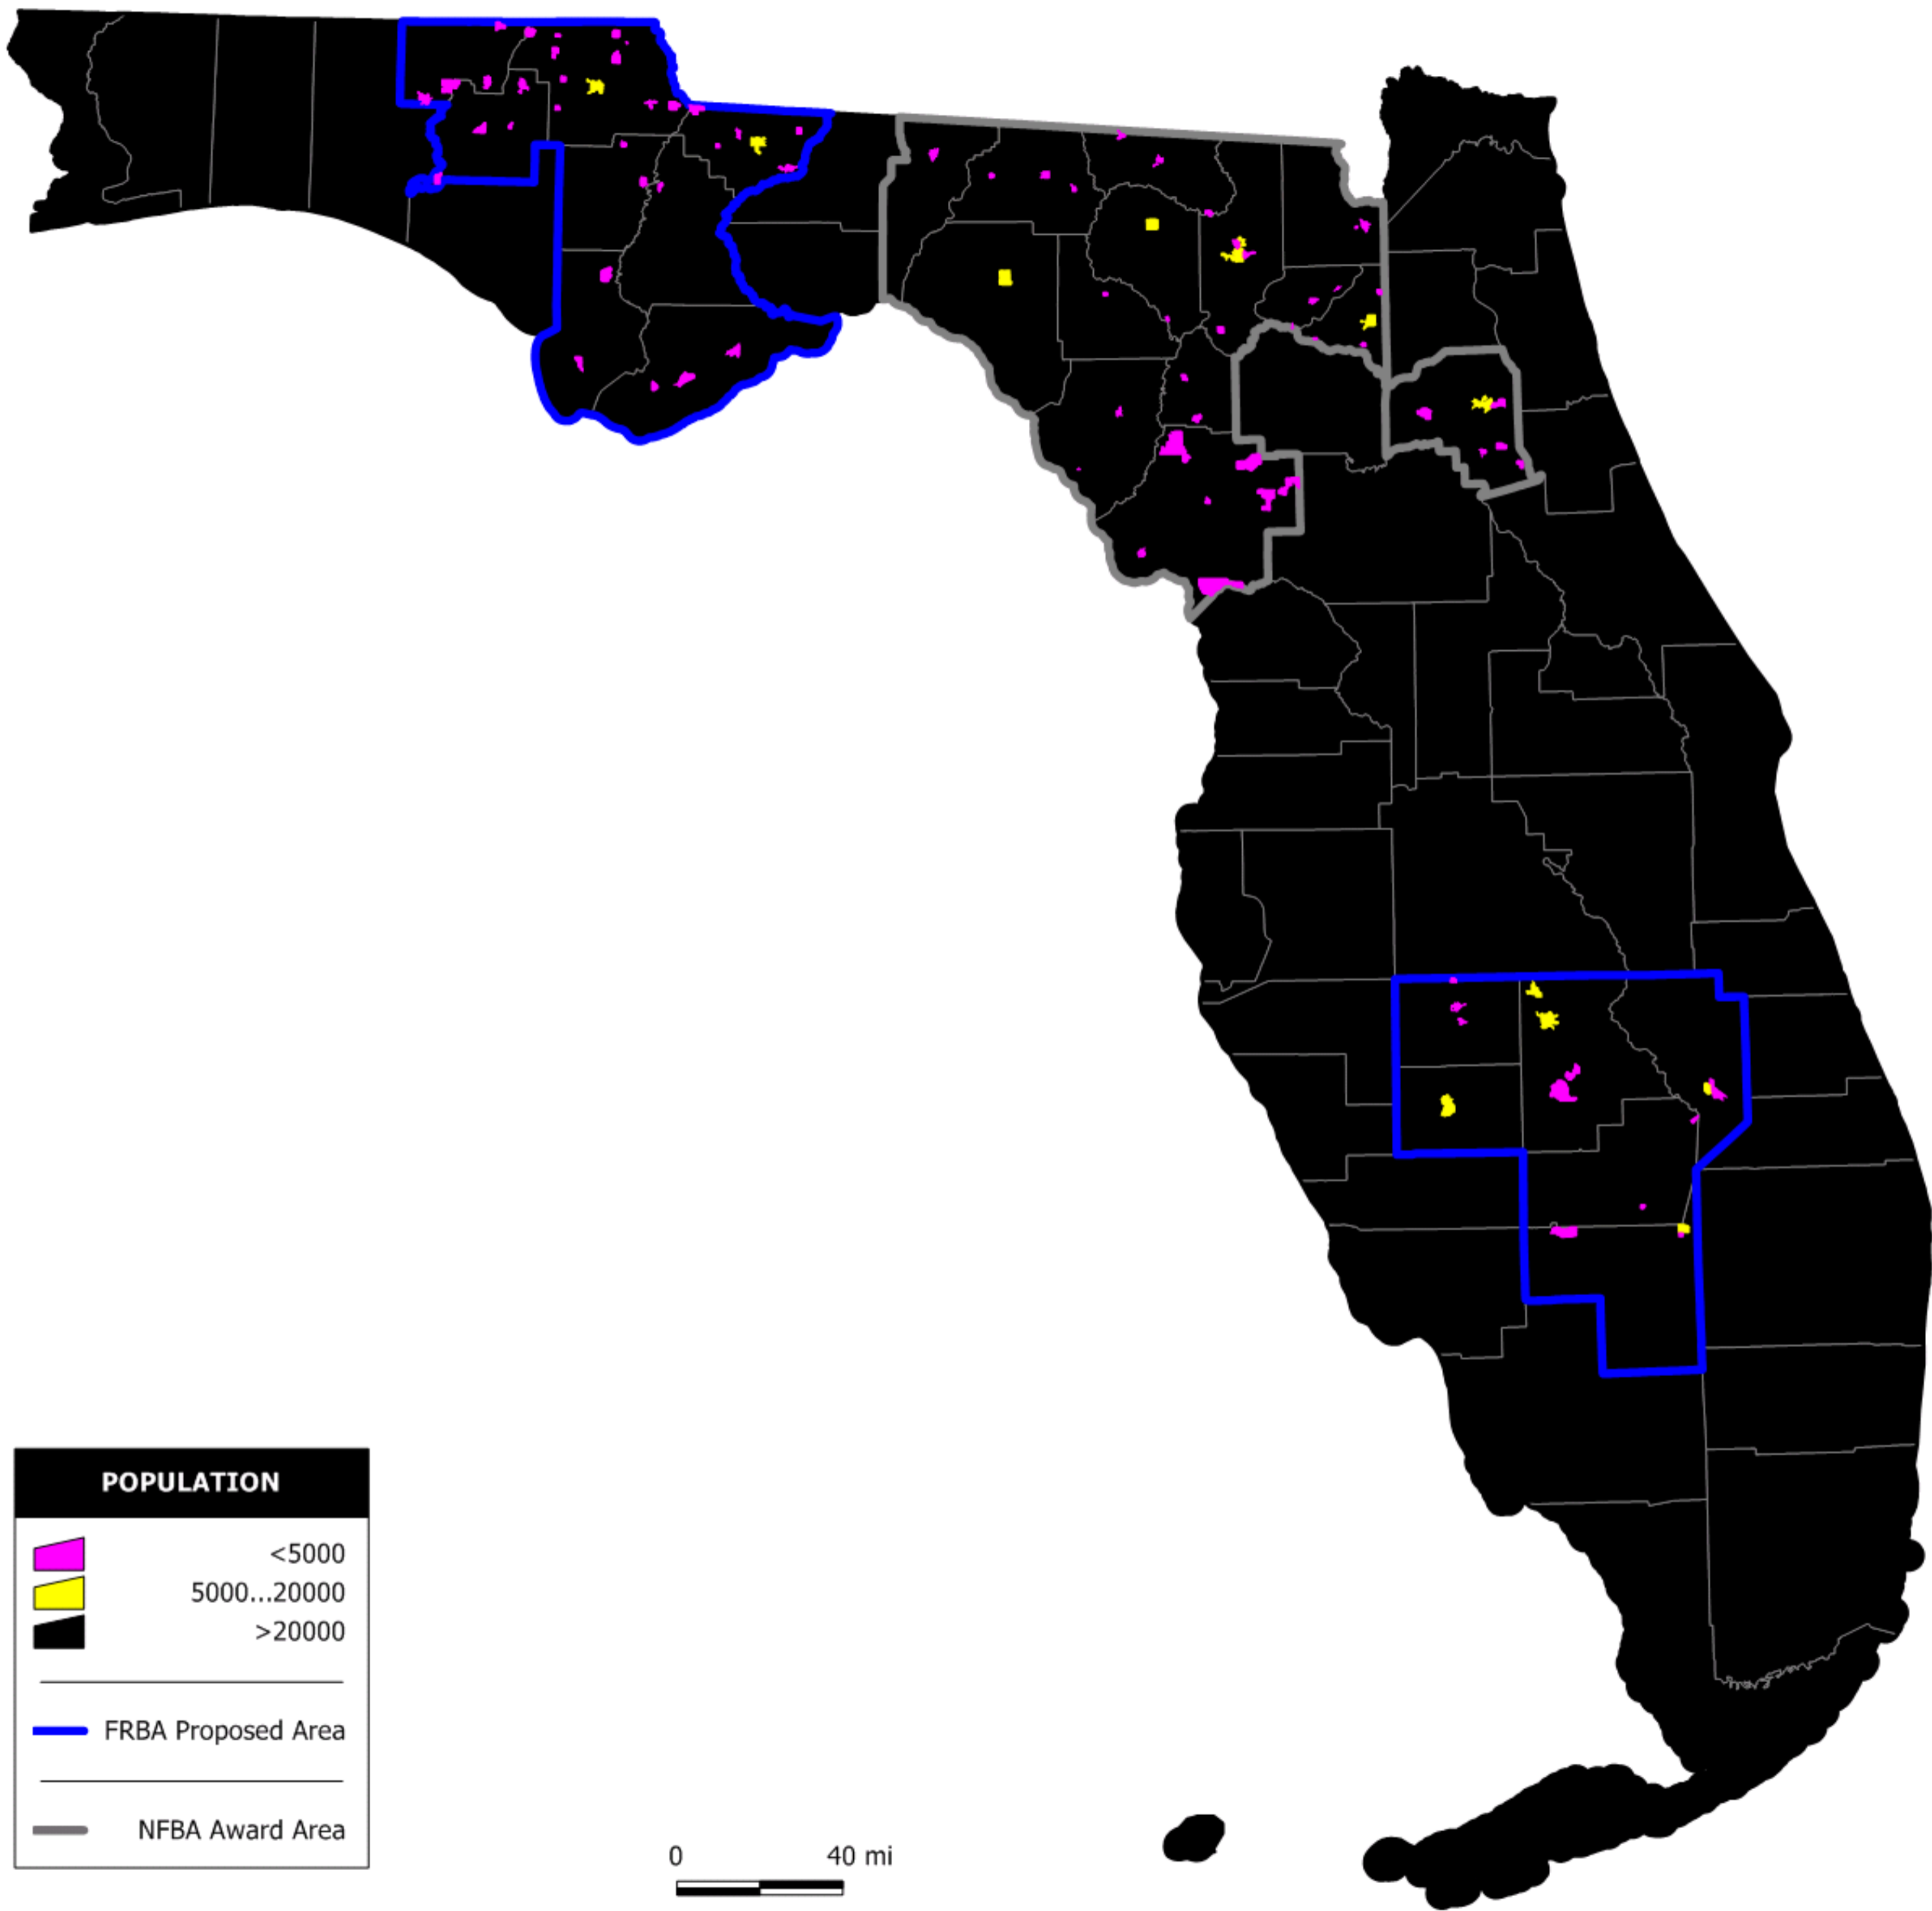 POPULATION
<5000
5000...20000
>20000
FRBA Proposed Area
NFBA Award Area
0 40 mi